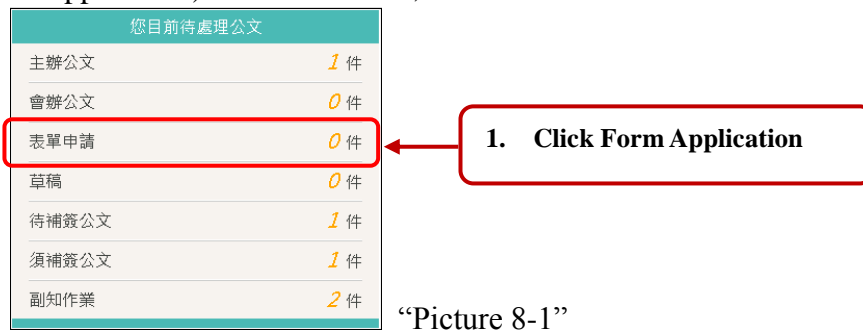 您目前待處理公文
主辦公文 1 件
會辦公文 0 件
表單申請 0 件
1. Click Form Application
草稿 0 件
待補簽公文 1 件
須補簽公文 1 件
副知作業 2 件
“Picture 8-1”